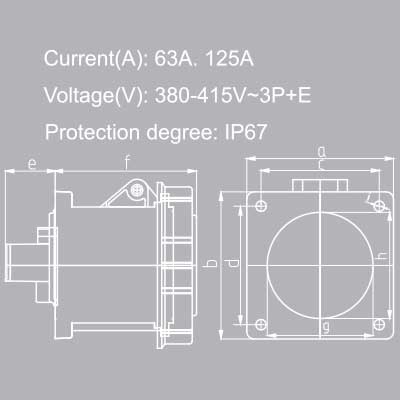 Current(A): 63A. 125A
Voltage(V): 380-415V~3P+E
Protection degree: IP67
a
e
f
c
b
d
h
g